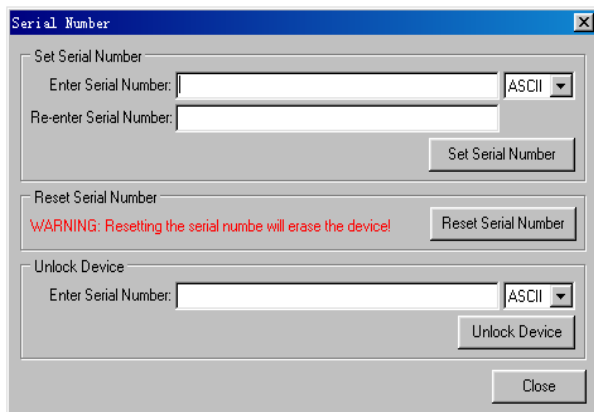 Serial Number
Set Serial Number
Enter Serial Number: ASCII
Re-enter Serial Number:
Set Serial Number
Reset Serial Number
WARNING: Resetting the serial numbe will erase the device! Reset Serial Number
Unlock Device
Enter Serial Number: ASCII
Unlock Device
Close